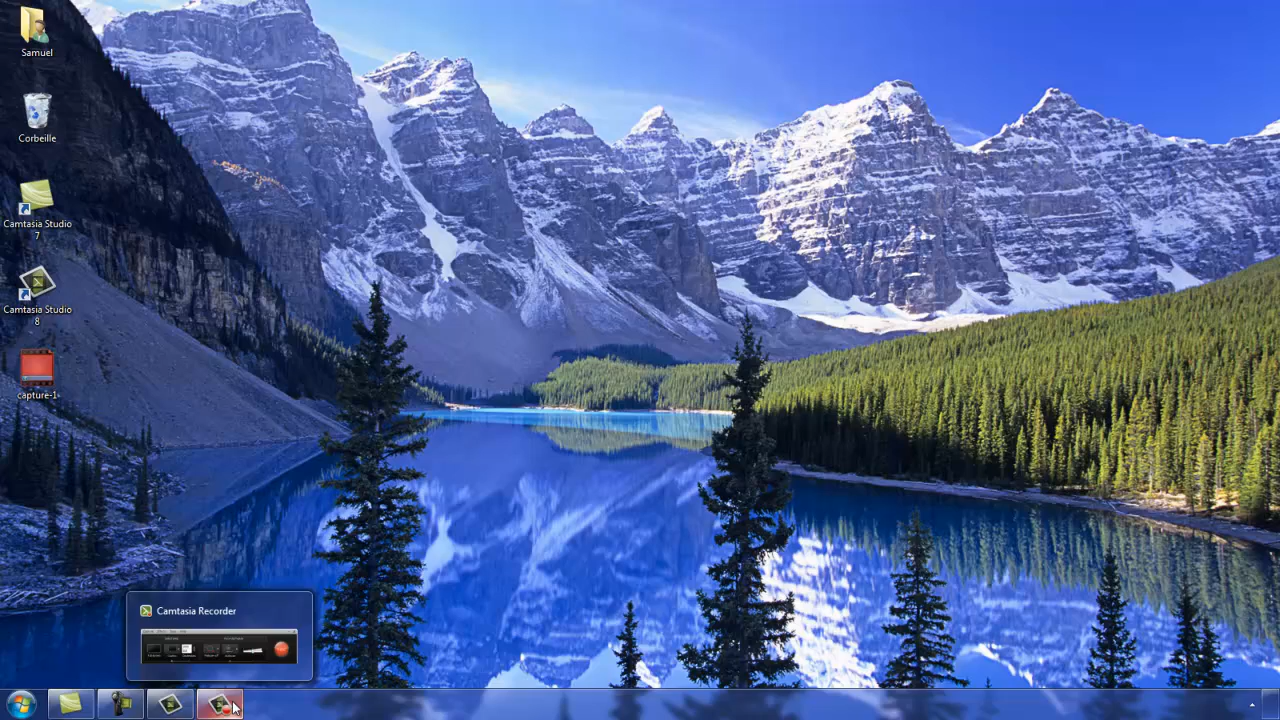 Samuel
Corbeille
Camtasia Studio
7
Camtasia Studio
8
capture-1
Camtasia Recorder